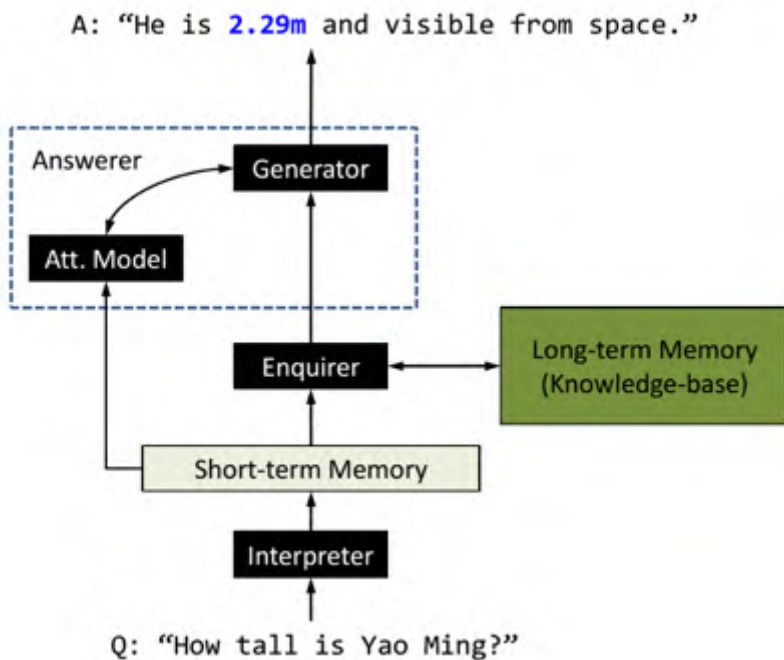 A: “He is 2.29m and visible from space.”
Answerer
Generator
Att. Model
Enquirer
Long-term Memory
(Knowledge-base)
Short-term Memory
Interpreter
Q: “How tall is Yao Ming?”